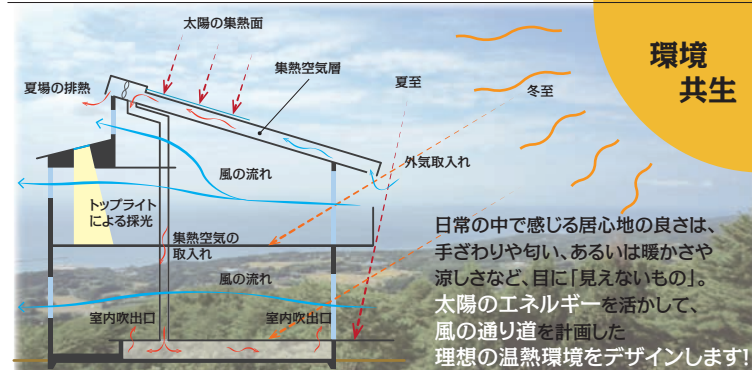 環境
共生
太陽の集熱面
集熱空気層
夏場の排熱
夏至
冬至
外気取入れ
風の流れ
トップライト
による採光
集熱空気の
取入れ
風の流れ
室内吹出口
室内吹出口
日常の中で感じる居心地の良さは、
手ざわりや匂い、あるいは暖かさや
涼しさなど、目に「見えないもの」。
太陽のエネルギーを活かして、
風の通り道を計画した
理想の温熱環境をデザインします！